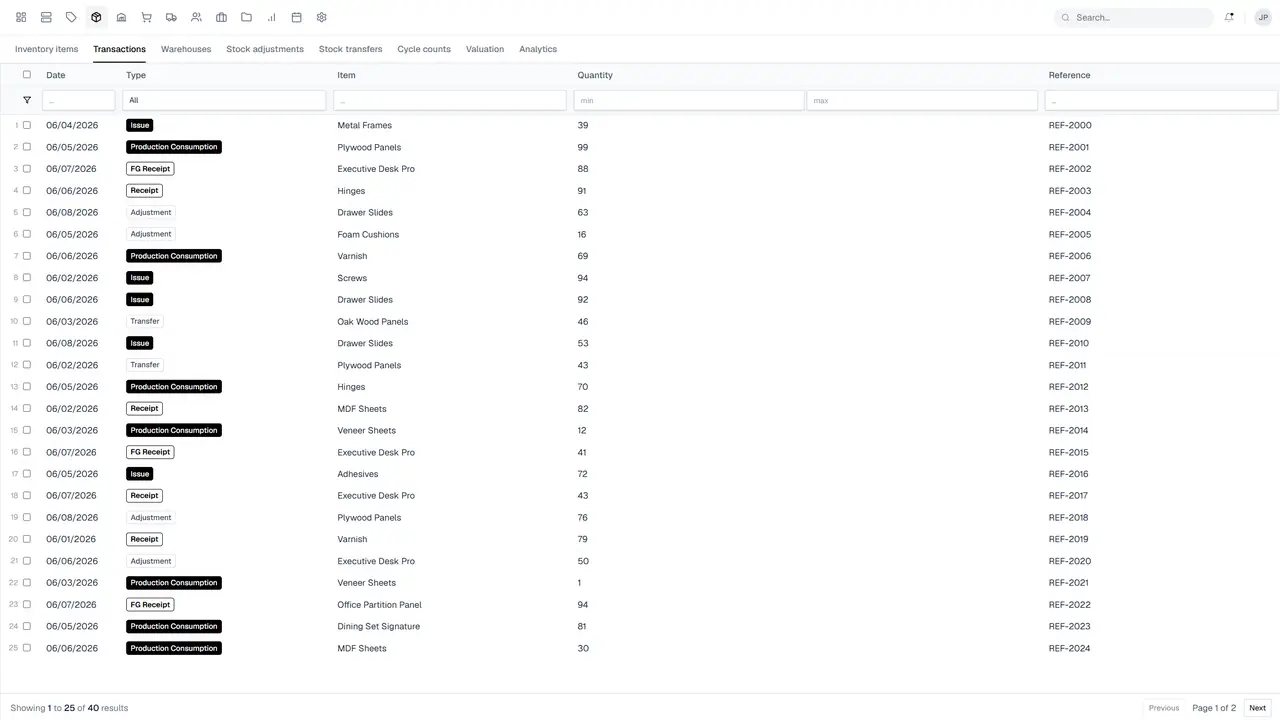 Search...
JP
Inventory items Transactions Warehouses Stock adjustments Stock transfers Cycle counts Valuation Analytics
Date Type Item Quantity Reference
... All ... min max ...
1 06/04/2026 Issue Metal Frames 39 REF-2000
2 06/05/2026 Production Consumption Plywood Panels 99 REF-2001
3 06/07/2026 FG Receipt Executive Desk Pro 88 REF-2002
4 06/06/2026 Receipt Hinges 91 REF-2003
5 06/08/2026 Adjustment Drawer Slides 63 REF-2004
6 06/05/2026 Adjustment Foam Cushions 16 REF-2005
7 06/06/2026 Production Consumption Varnish 69 REF-2006
8 06/02/2026 Issue Screws 94 REF-2007
9 06/06/2026 Issue Drawer Slides 92 REF-2008
10 06/03/2026 Transfer Oak Wood Panels 46 REF-2009
11 06/08/2026 Issue Drawer Slides 53 REF-2010
12 06/02/2026 Transfer Plywood Panels 43 REF-2011
13 06/05/2026 Production Consumption Hinges 70 REF-2012
14 06/02/2026 Receipt MDF Sheets 82 REF-2013
15 06/03/2026 Production Consumption Veneer Sheets 12 REF-2014
16 06/07/2026 FG Receipt Executive Desk Pro 41 REF-2015
17 06/05/2026 Issue Adhesives 72 REF-2016
18 06/07/2026 Receipt Executive Desk Pro 43 REF-2017
19 06/08/2026 Adjustment Plywood Panels 76 REF-2018
20 06/01/2026 Receipt Varnish 79 REF-2019
21 06/06/2026 Adjustment Executive Desk Pro 50 REF-2020
22 06/03/2026 Production Consumption Veneer Sheets 1 REF-2021
23 06/07/2026 FG Receipt Office Partition Panel 94 REF-2022
24 06/05/2026 Production Consumption Dining Set Signature 81 REF-2023
25 06/06/2026 Production Consumption MDF Sheets 30 REF-2024
Showing 1 to 25 of 40 results Previous Page 1 of 2 Next